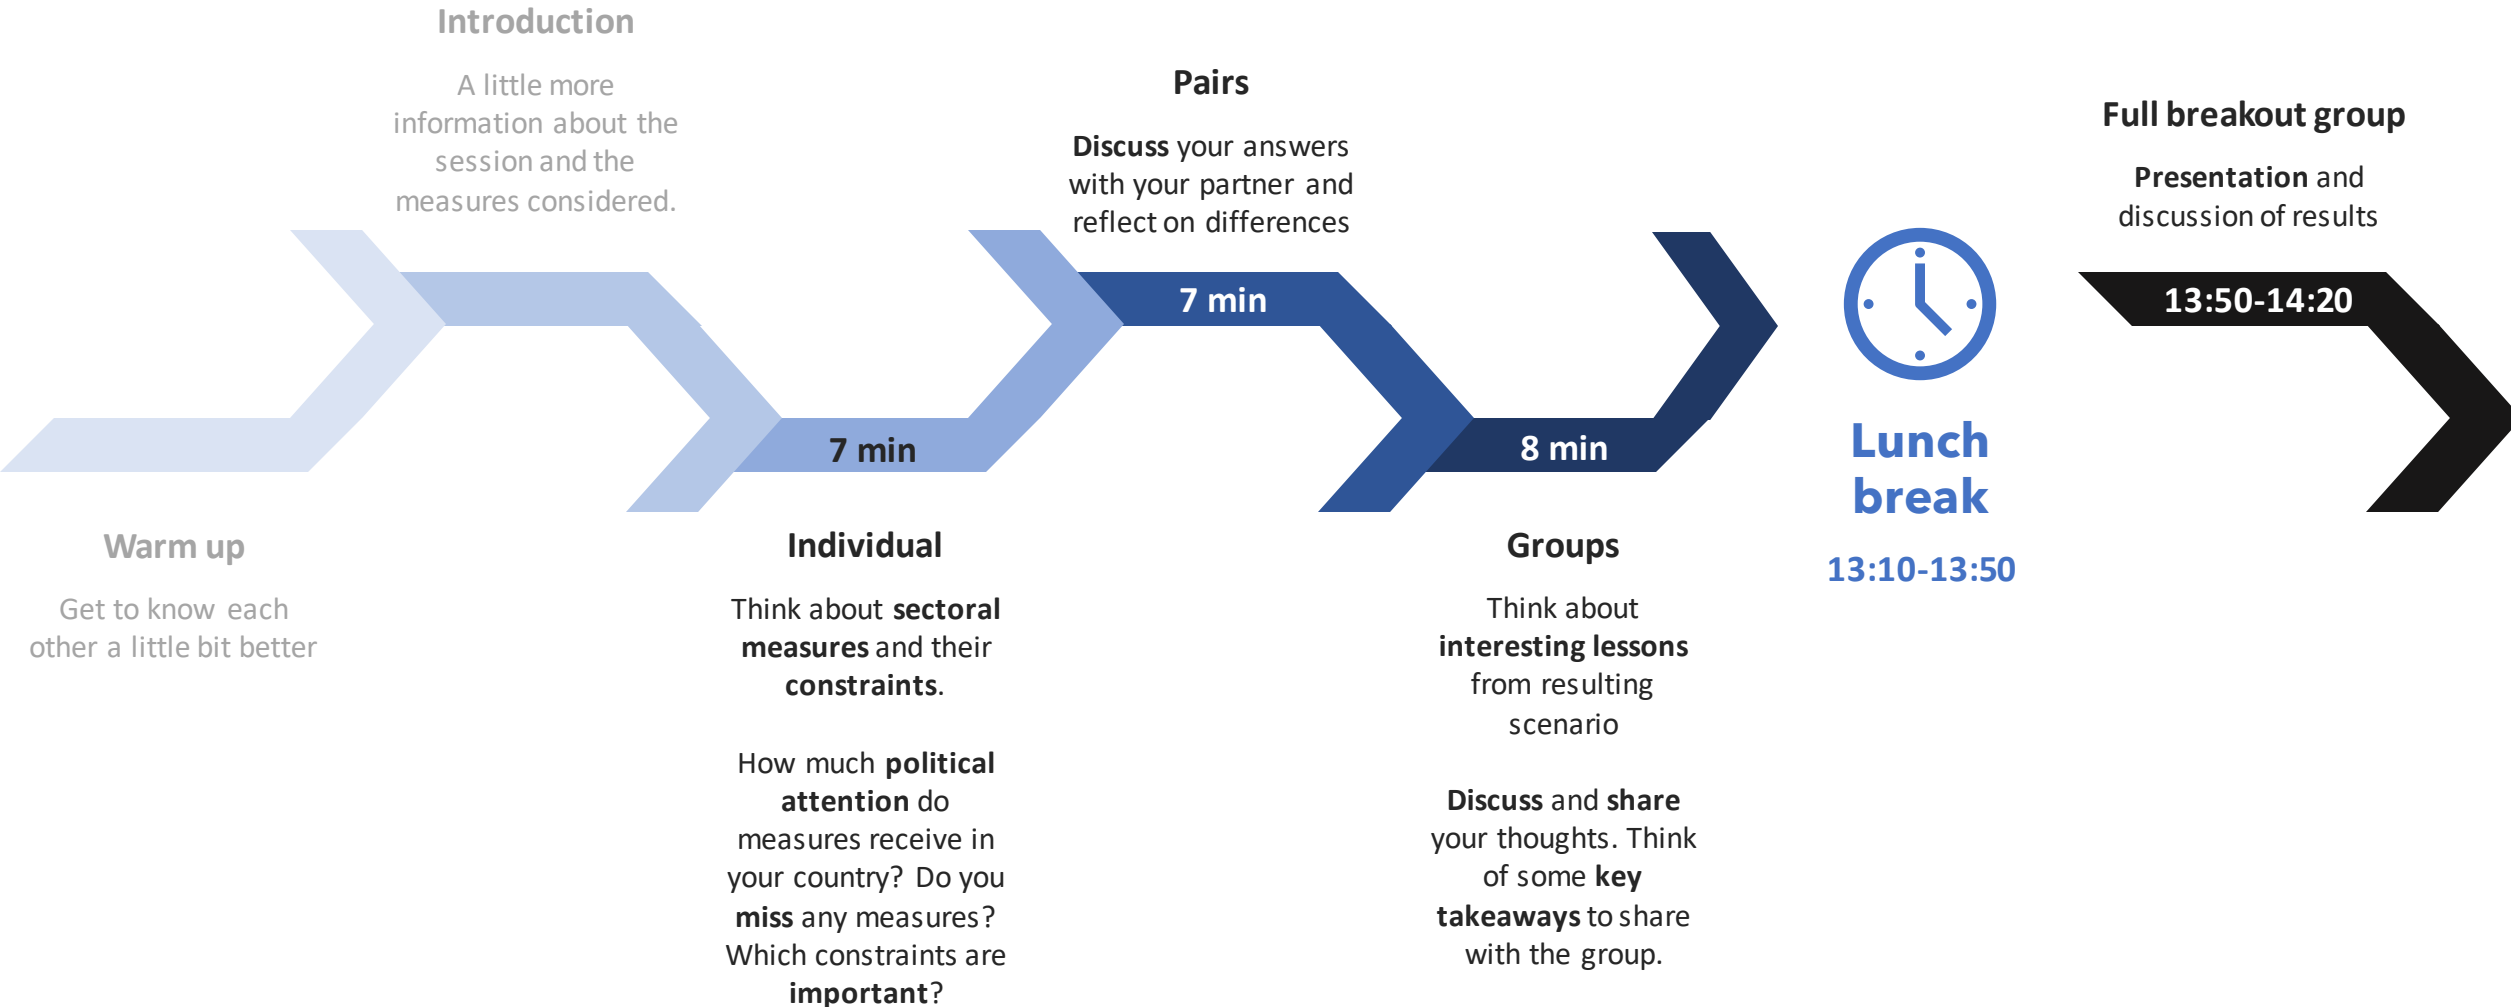 Introduction
A little more
information about the
session and the
measures considered.
Warm up
Get to know each
other a little bit better
7 min
Individual
Think about sectoral
measures and their
constraints.
How much political
attention do
measures receive in
your country? Do you
miss any measures?
Which constraints are
important?
Pairs
Discuss your answers
with your partner and
reflect on differences
7 min
8 min
Groups
Think about
interesting lessons
from resulting
scenario
Discuss and share
your thoughts. Think
of some key
takeaways to share
with the group.
Lunch
break
13:10-13:50
Full breakout group
Presentation and
discussion of results
13:50-14:20